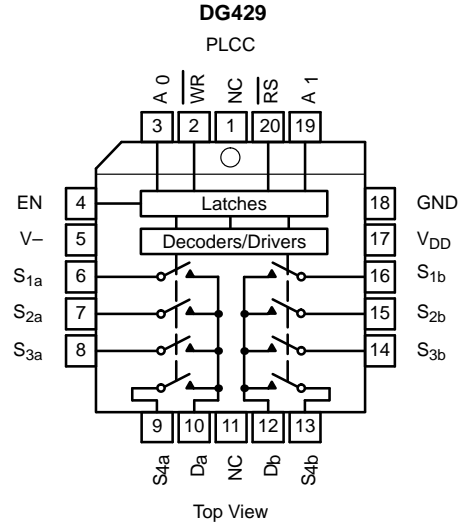 DG429
PLCC
A 0
WR
NC
RS
A 1
3
2
1
20
19
EN
4
Latches
18
GND
V–
5
Decoders/Drivers
17
VDD
S1a
6
16
S1b
S2a
7
15
S2b
S3a
8
14
S3b
9
10
11
12
13
S4a
Da
NC
Db
S4b
Top View